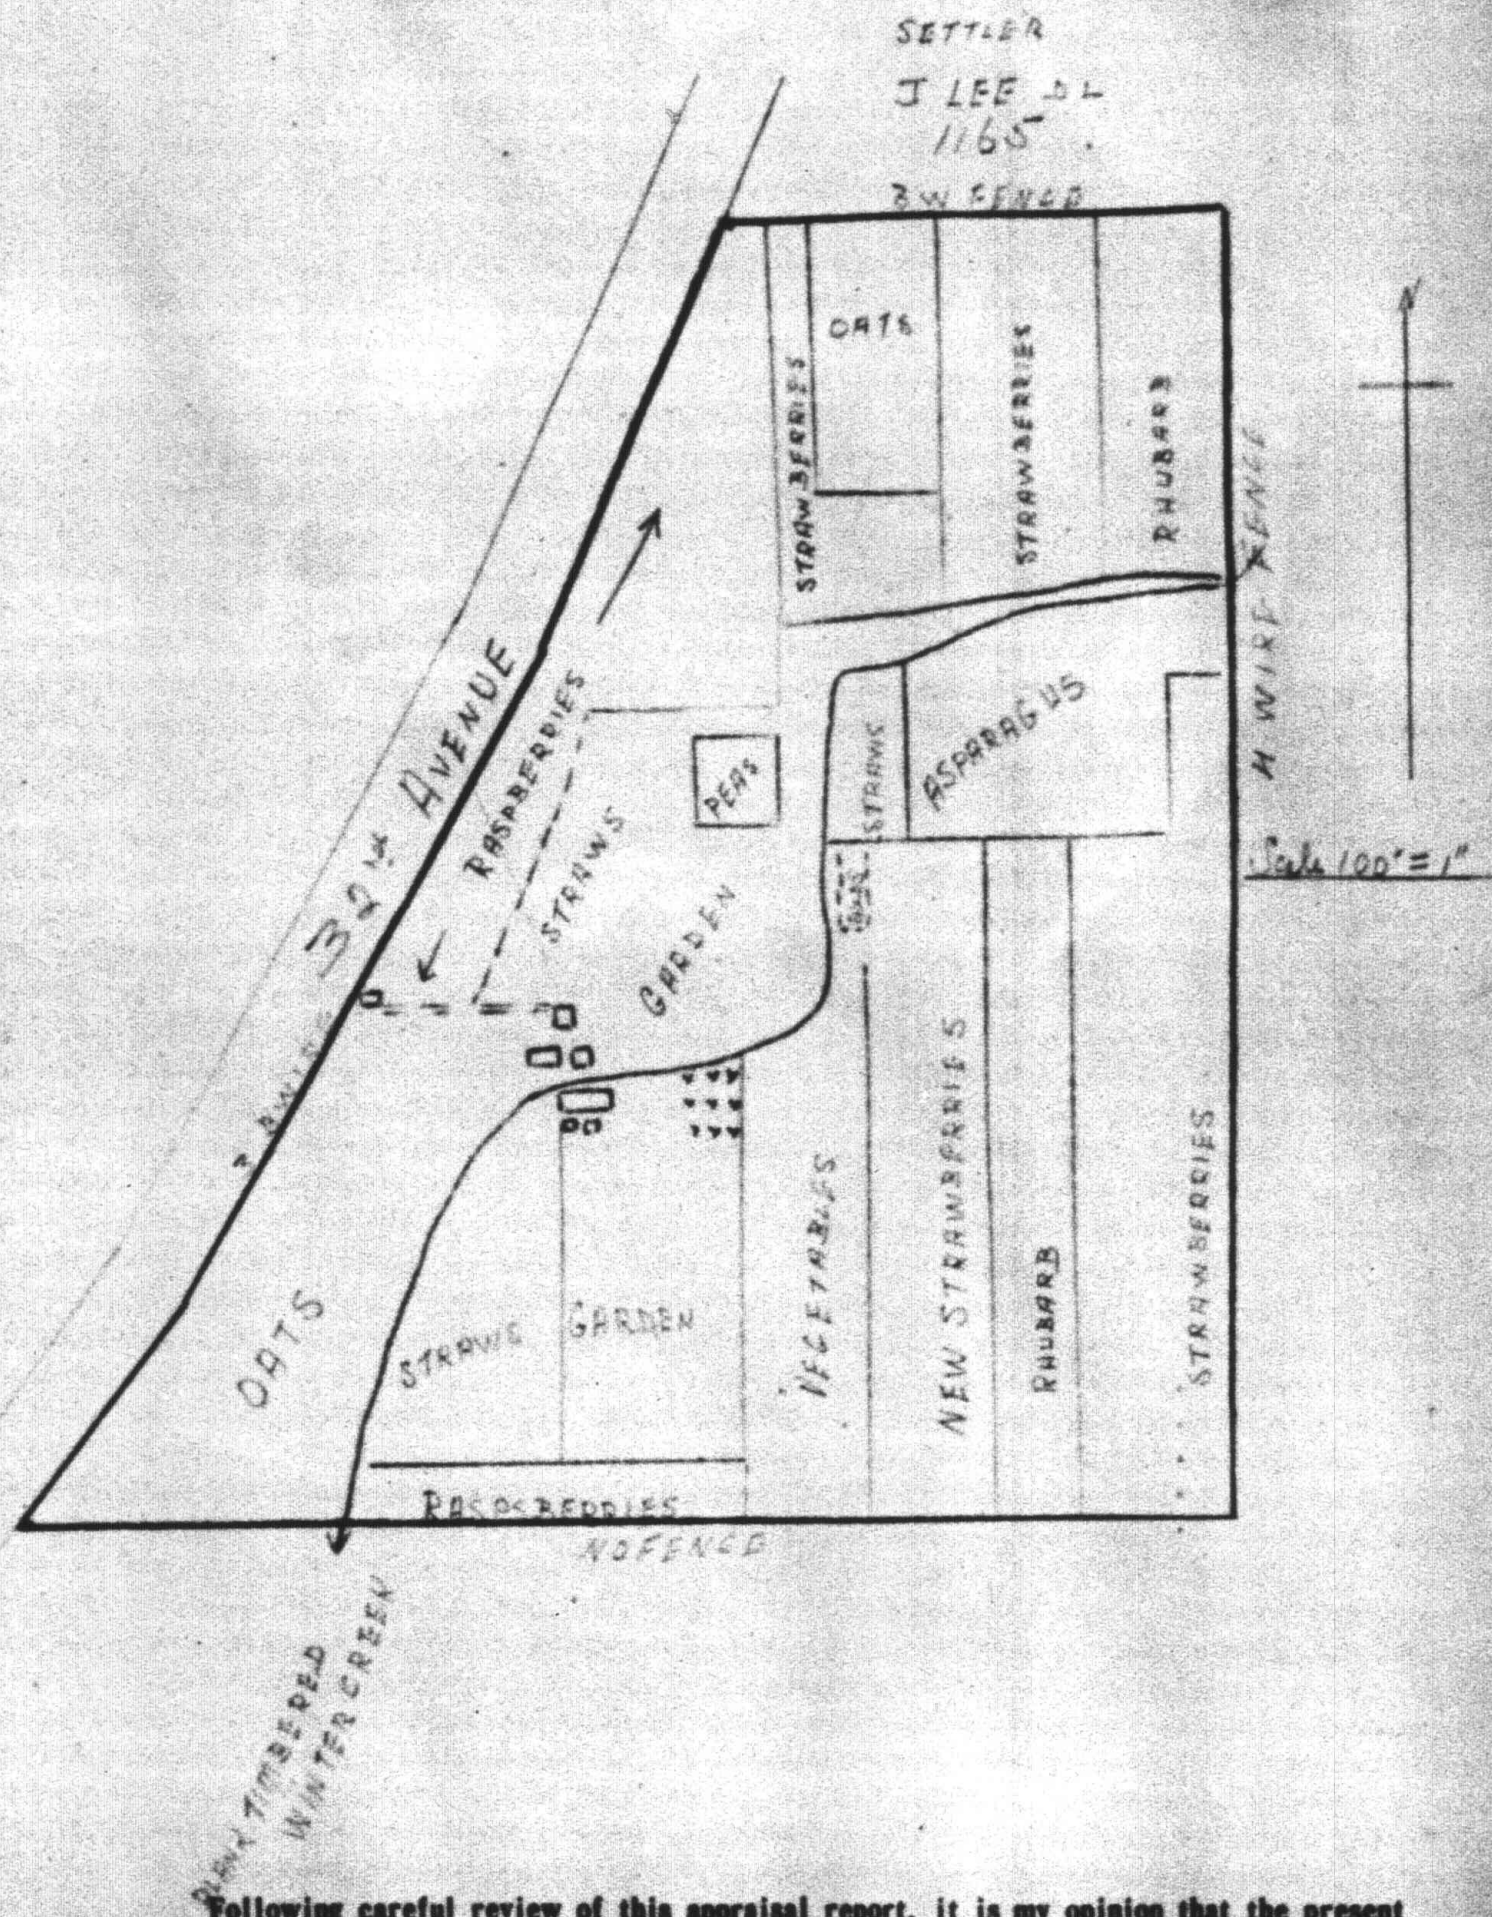 SETTLER
J LEE DL
1165
B W FENCE
N
OATS
STRAWBERRIES
STRAWBERRIES
RHUBARB
M WIRE FENCE
32nd AVENUE
RASPBERRIES
STRAWS
PEAS
STRAWS
ASPARAGUS
Scale 100' = 1"
GARDEN
OATS
STRAWS
GARDEN
VEGETABLES
NEW STRAWBERRIES
RHUBARB
STRAWBERRIES
RASPSBERRIES
NO FENCE
PLANK TIMBERED
WINTER CREEK
Following careful review of this appraisal report, it is my opinion that the present